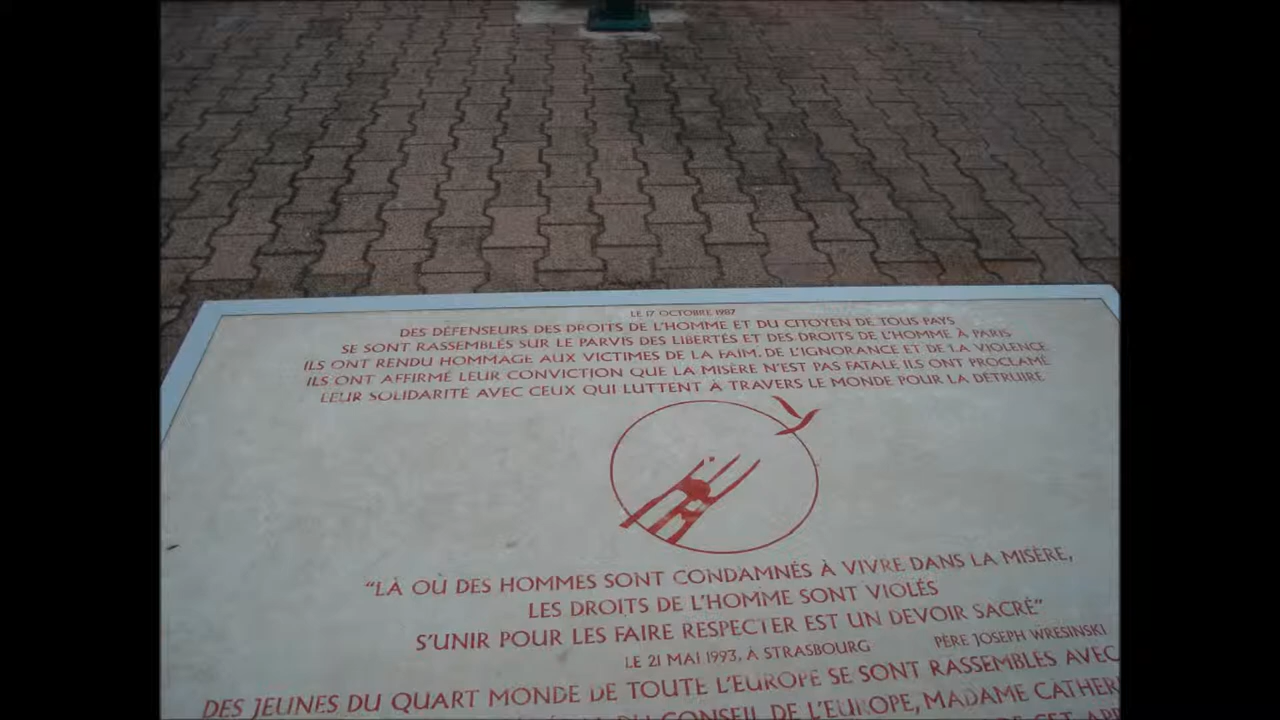 LE 17 OCTOBRE 1987
DES DÉFENSEURS DES DROITS DE L'HOMME ET DU CITOYEN DE TOUS PAYS
SE SONT RASSEMBLÉS SUR LE PARVIS DES LIBERTÉS ET DES DROITS DE L'HOMME À PARIS
ILS ONT RENDU HOMMAGE AUX VICTIMES DE LA FAIM, DE L'IGNORANCE ET DE LA VIOLENCE
ILS ONT AFFIRMÉ LEUR CONVICTION QUE LA MISÈRE N'EST PAS FATALE, ILS ONT PROCLAMÉ
LEUR SOLIDARITÉ AVEC CEUX QUI LUTTENT À TRAVERS LE MONDE POUR LA DÉTRUIRE
"LÀ OÙ DES HOMMES SONT CONDAMNÉS À VIVRE DANS LA MISÈRE,
LES DROITS DE L'HOMME SONT VIOLÉS
S'UNIR POUR LES FAIRE RESPECTER EST UN DEVOIR SACRÉ"
PÈRE JOSEPH WRESINSKI
LE 21 MAI 1993, À STRASBOURG
DES JEUNES DU QUART MONDE DE TOUTE L'EUROPE SE SONT RASSEMBLÉS AVEC
DU CONSEIL DE L'EUROPE, MADAME CATHER